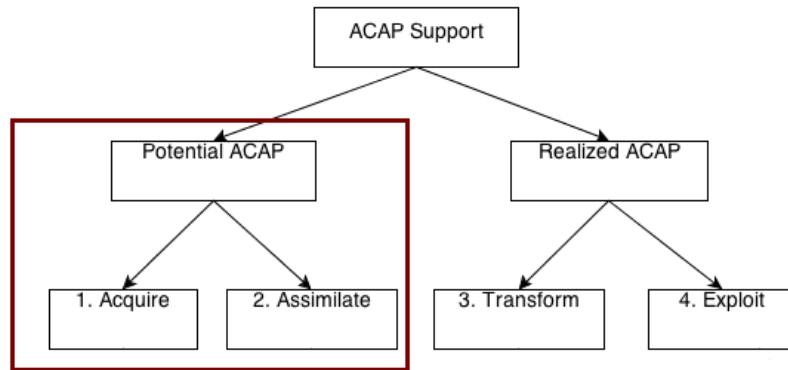 ACAP Support
Potential ACAP
Realized ACAP
1. Acquire
2. Assimilate
3. Transform
4. Exploit